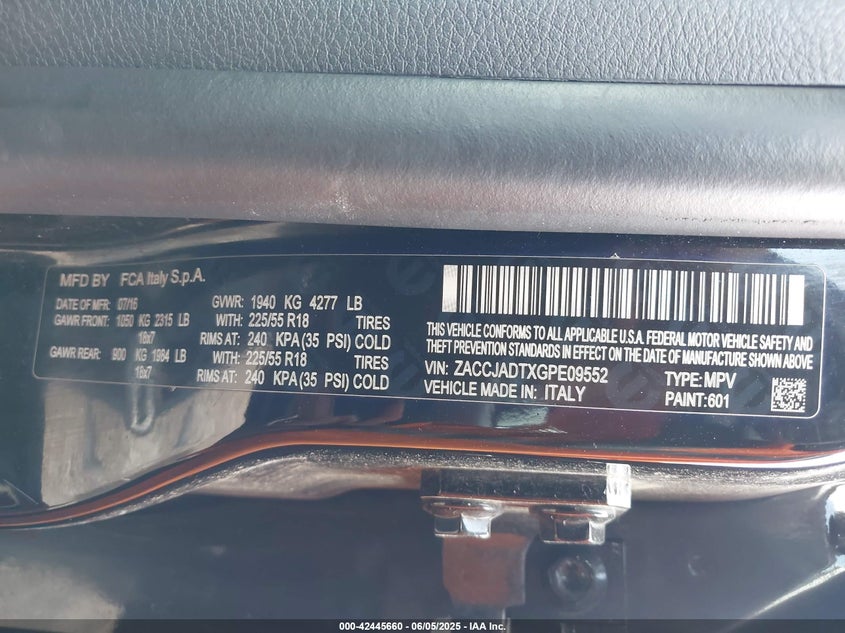 MFD BY FCA Italy S.p.A.
DATE OF MFR: 07/16 GVWR: 1940 KG 4277 LB
GAWR FRONT: 1050 KG 2315 LB WITH: 225/55 R18 TIRES
18x7 RIMS AT: 240 KPA (35 PSI) COLD
GAWR REAR: 900 KG 1984 LB WITH: 225/55 R18 TIRES
18x7 RIMS AT: 240 KPA (35 PSI) COLD
THIS VEHICLE CONFORMS TO ALL APPLICABLE U.S.A. FEDERAL MOTOR VEHICLE SAFETY AND
THEFT PREVENTION STANDARDS IN EFFECT ON THE DATE OF MANUFACTURE SHOWN ABOVE
VIN: ZACCJADTXGPE09552 TYPE: MPV
VEHICLE MADE IN: ITALY PAINT: 601
000-42445660 - 06/05/2025 - IAA Inc.